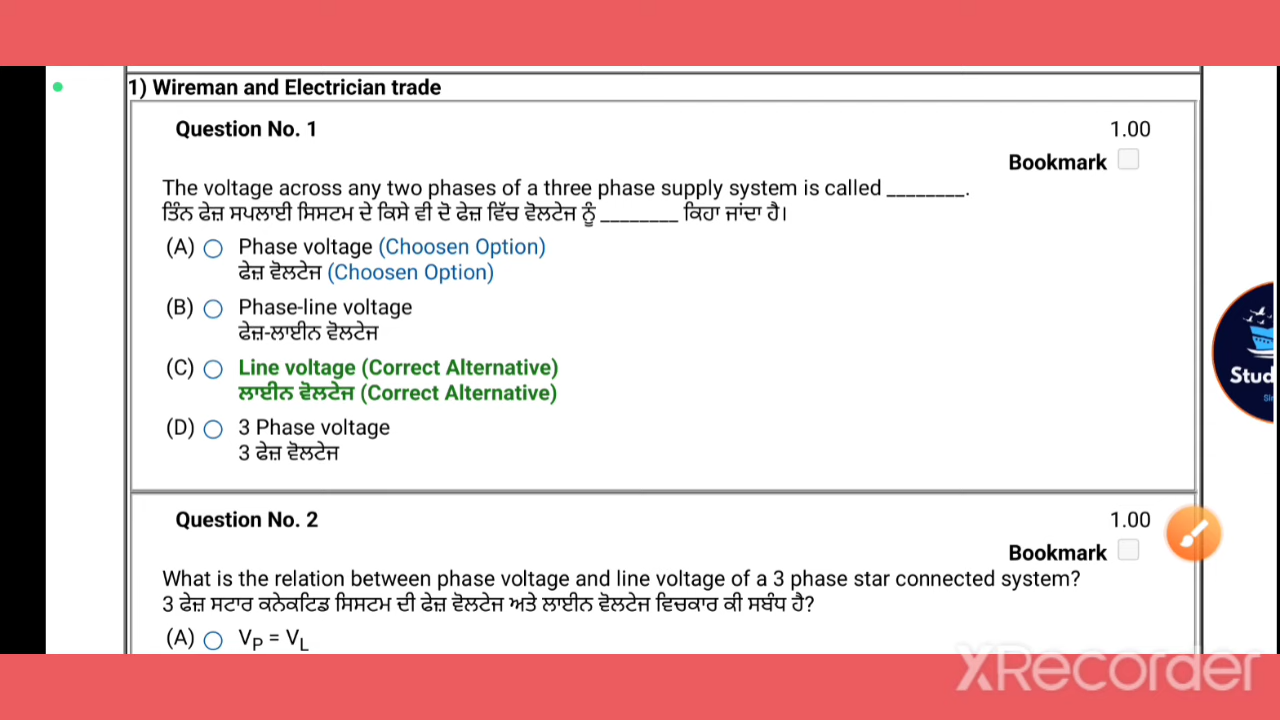 1) Wireman and Electrician trade
Question No. 1
1.00
Bookmark
The voltage across any two phases of a three phase supply system is called ________.
ਤਿੰਨ ਫੇਜ਼ ਸਪਲਾਈ ਸਿਸਟਮ ਦੇ ਕਿਸੇ ਵੀ ਦੋ ਫੇਜ਼ ਵਿੱਚ ਵੋਲਟੇਜ ਨੂੰ ________ ਕਿਹਾ ਜਾਂਦਾ ਹੈ।
(A) Phase voltage (Choosen Option)
ਫੇਜ਼ ਵੋਲਟੇਜ (Choosen Option)
(B) Phase-line voltage
ਫੇਜ਼-ਲਾਈਨ ਵੋਲਟੇਜ
(C) Line voltage (Correct Alternative)
ਲਾਈਨ ਵੋਲਟੇਜ (Correct Alternative)
(D) 3 Phase voltage
3 ਫੇਜ਼ ਵੋਲਟੇਜ
Stud
Question No. 2
1.00
Bookmark
What is the relation between phase voltage and line voltage of a 3 phase star connected system?
3 ਫੇਜ਼ ਸਟਾਰ ਕਨੇਕਟਿਡ ਸਿਸਟਮ ਦੀ ਫੇਜ਼ ਵੋਲਟੇਜ ਅਤੇ ਲਾਈਨ ਵੋਲਟੇਜ ਵਿਚਕਾਰ ਕੀ ਸਬੰਧ ਹੈ?
(A) VP = VL
XRecorder